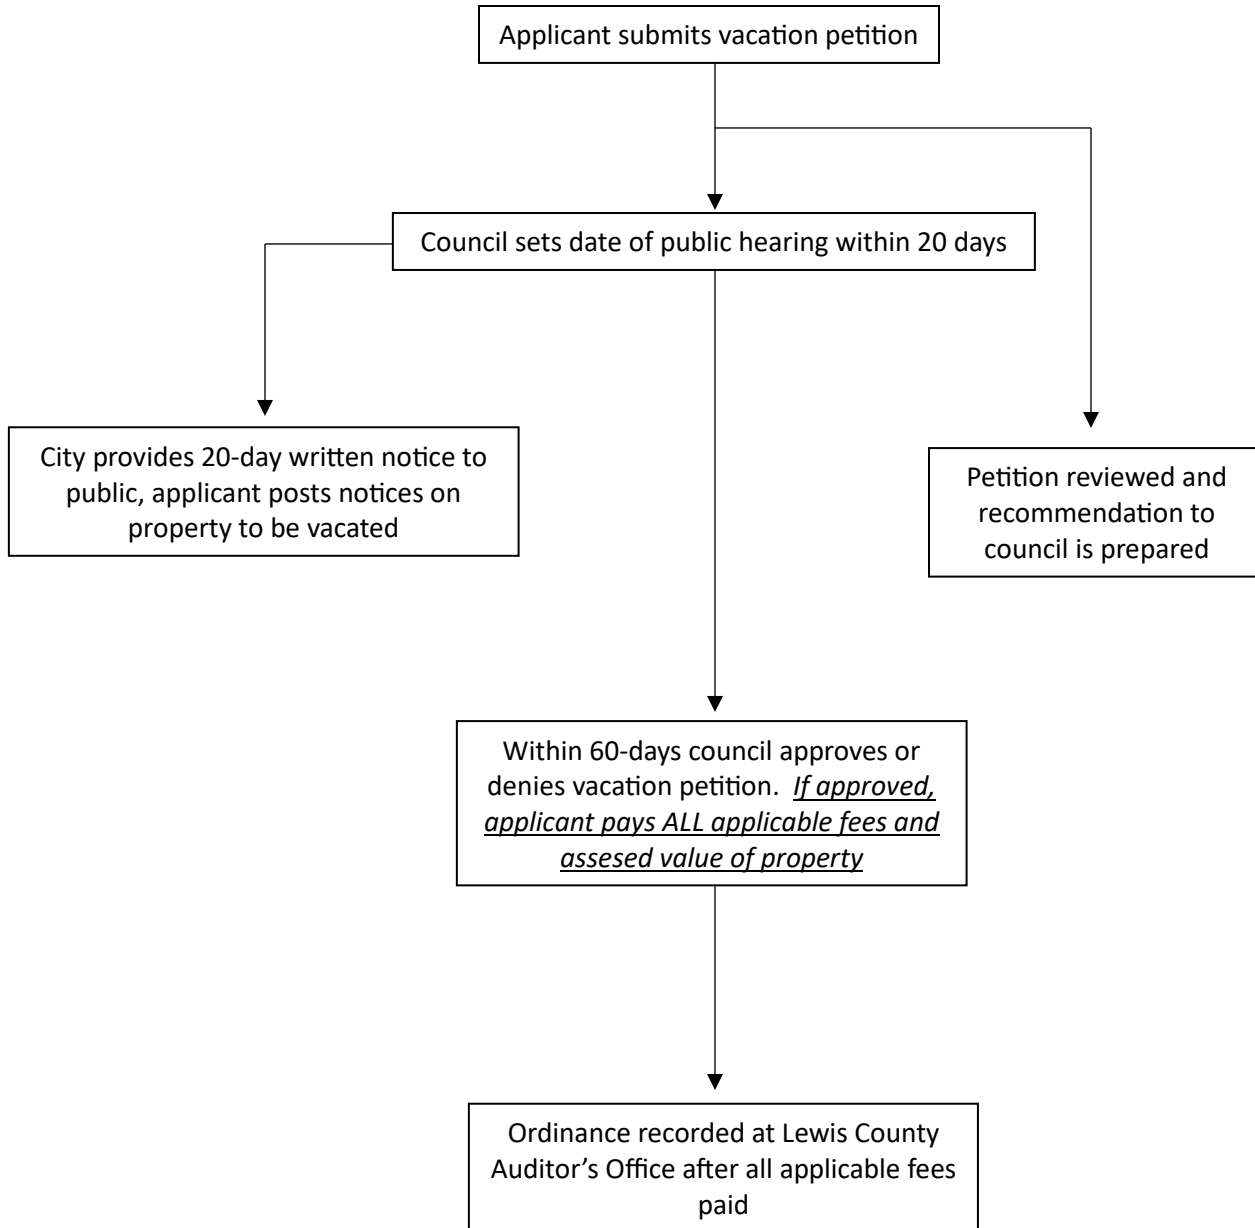 Applicant submits vacation petition
Council sets date of public hearing within 20 days
City provides 20-day written notice to
public, applicant posts notices on
property to be vacated
Petition reviewed and
recommendation to
council is prepared
Within 60-days council approves or
denies vacation petition.  If approved,
applicant pays ALL applicable fees and
assesed value of property
Ordinance recorded at Lewis County
Auditor’s Office after all applicable fees
paid